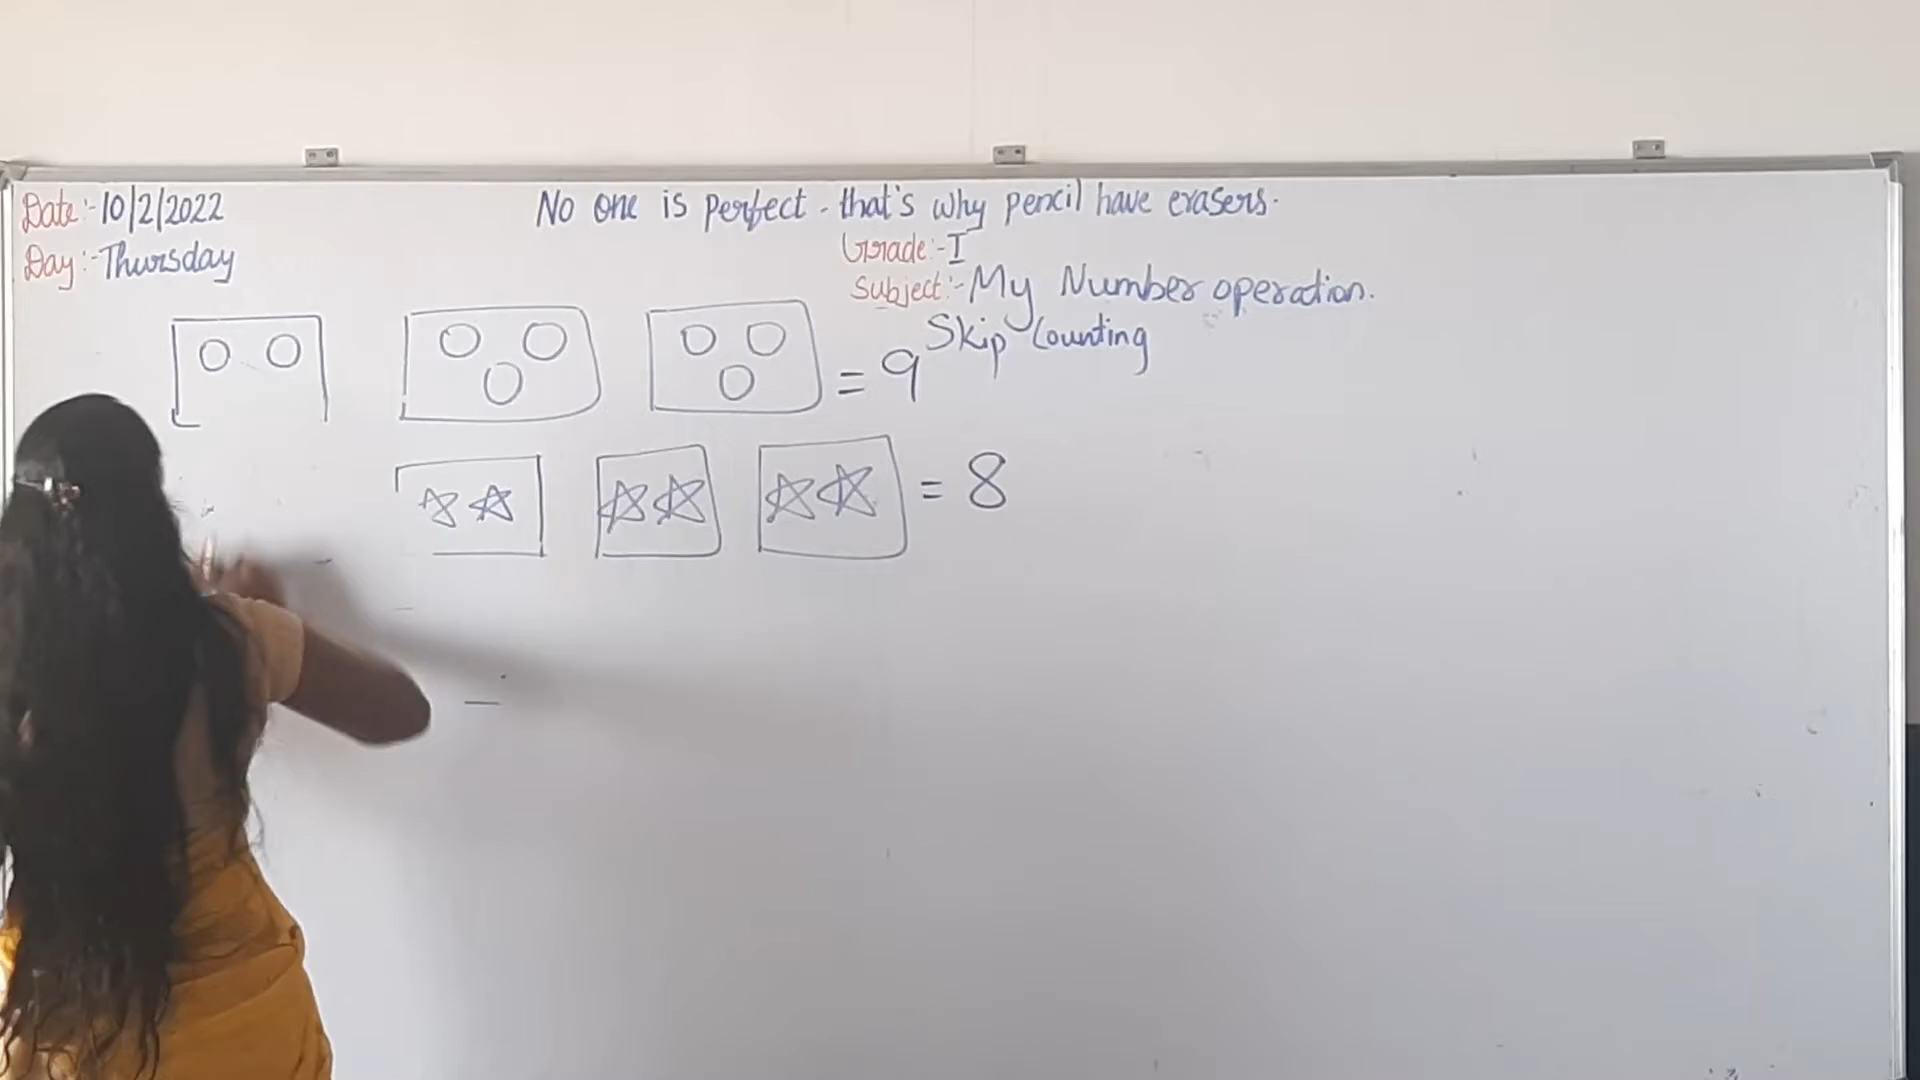 Date:- 10/2/2022
No one is perfect - that's why pencil have erasers.
Day:- Thursday
Grade:- I
Subject:- My Number operation.
Skip Counting
= 9
= 8